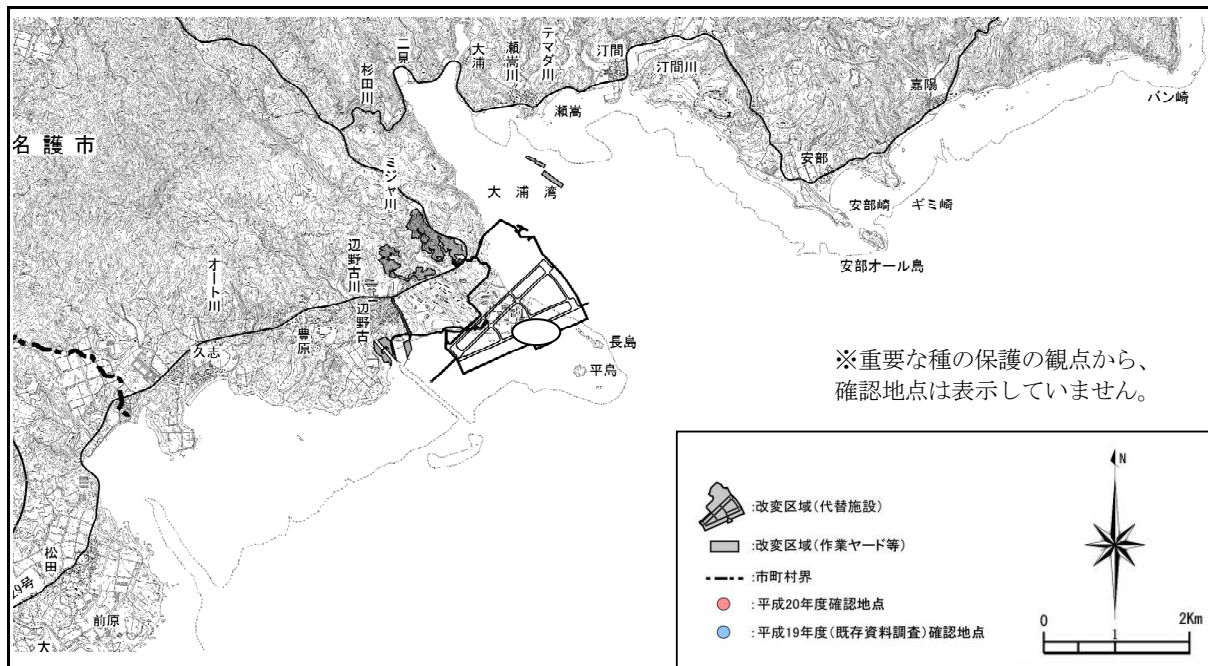 二見
大浦
瀬嵩川
テマダ川
汀間
汀間川
杉田川
瀬嵩
嘉陽
バン崎
名護市
安部
ミジャ川
大浦湾
安部崎
ギミ崎
辺野古川
安部オール島
オート川
辺野古
豊原
久志
長島
平島
※重要な種の保護の観点から、
確認地点は表示していません。
松田
29号
前原
大
:改変区域(代替施設)
:改変区域(作業ヤード等)
:市町村界
:平成20年度確認地点
:平成19年度(既存資料調査)確認地点
N
0 1 2Km